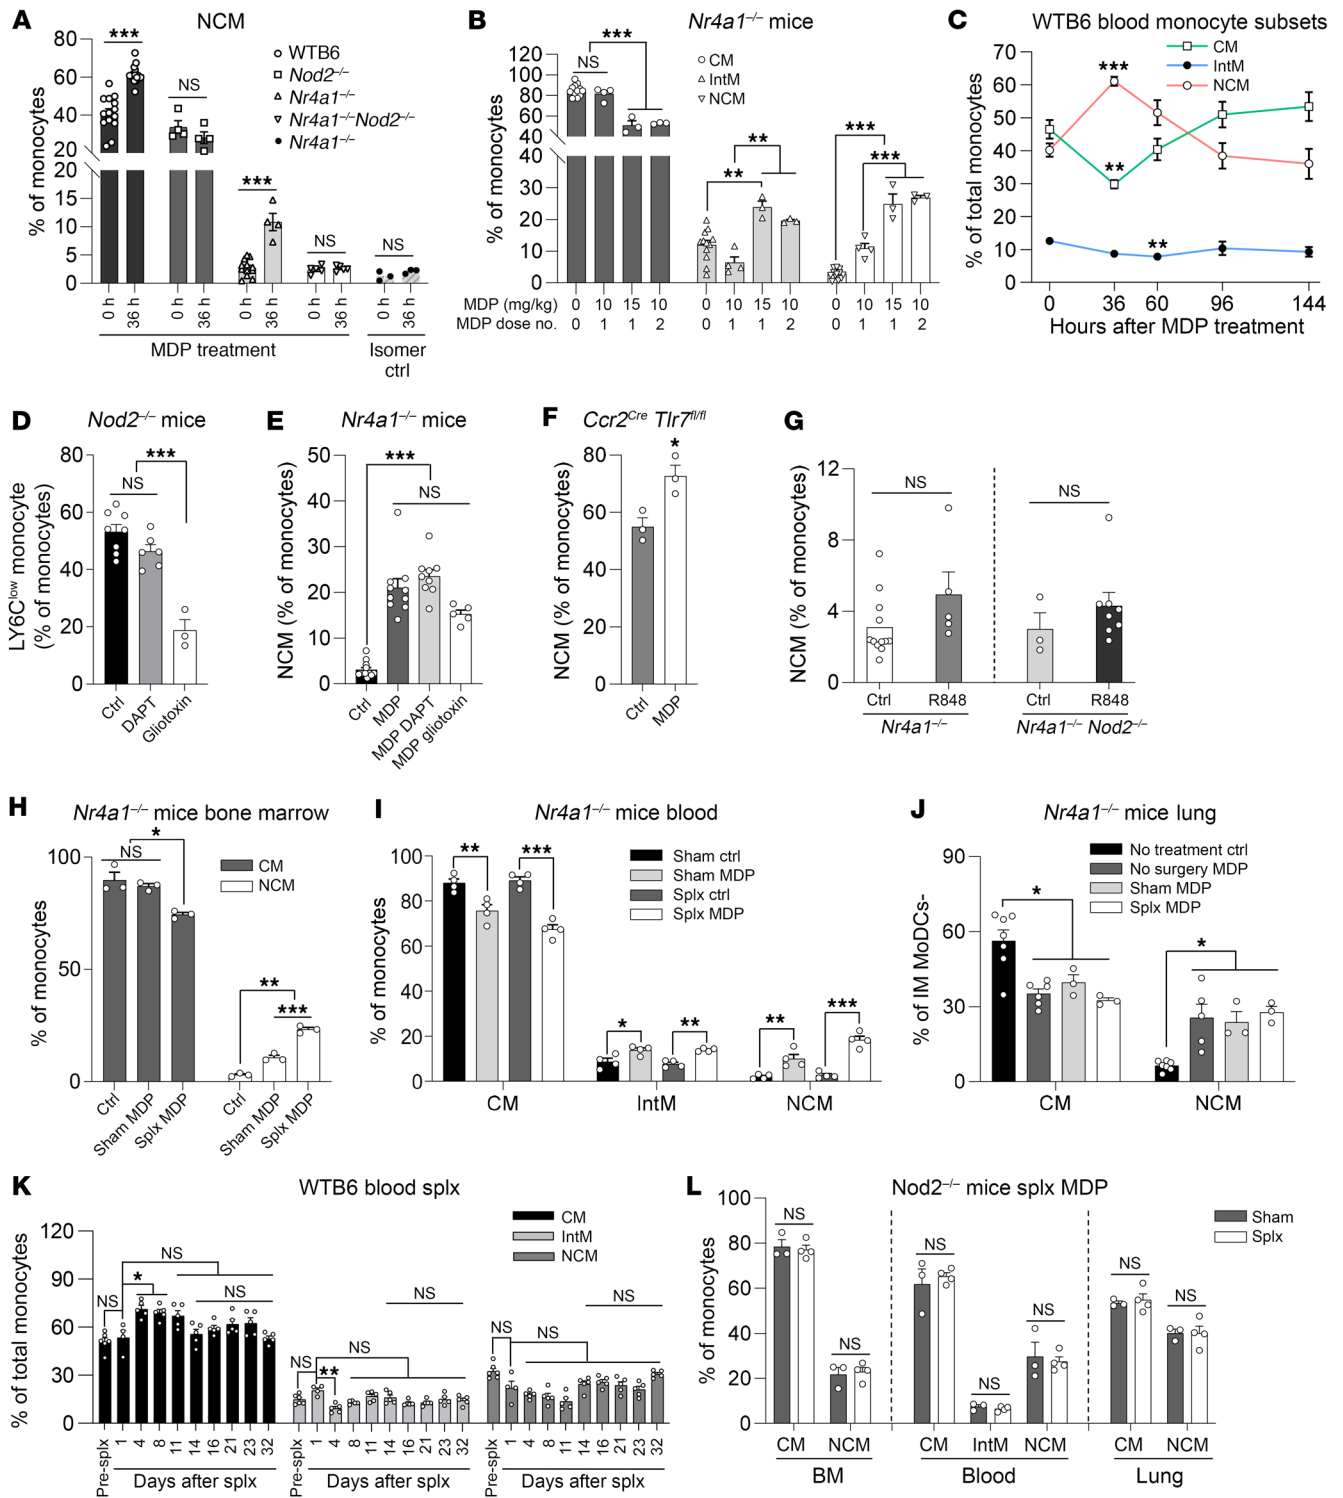 A
NCM
% of monocytes
80
60
40
20
20
15
10
5
0
***
NS
***
NS
NS
WTB6
Nod2–/–
Nr4a1–/–
Nr4a1–/–Nod2–/–
Nr4a1–/–
0 h
36 h
0 h
36 h
0 h
36 h
0 h
36 h
0 h
36 h
MDP treatment
Isomer
ctrl
B
Nr4a1–/– mice
% of monocytes
120
100
80
60
40
40
30
20
10
0
***
NS
CM
IntM
NCM
**
**
***
***
MDP (mg/kg) 0 10 15 10 0 10 15 10 0 10 15 10
MDP dose no. 0 1 1 2 0 1 1 2 0 1 1 2
C
WTB6 blood monocyte subsets
CM
IntM
NCM
% of total monocytes
70
60
50
40
30
20
10
0
***
**
**
0 36 60 96 144
Hours after MDP treatment
D
Nod2–/– mice
LY6Clow monocyte
(% of monocytes)
80
60
40
20
0
***
NS
Ctrl
DAPT
Gliotoxin
E
Nr4a1–/– mice
NCM (% of monocytes)
50
40
30
20
10
0
***
NS
Ctrl
MDP
MDP DAPT
MDP gliotoxin
F
Ccr2Cre Tlr7fl/fl
NCM (% of monocytes)
80
60
40
20
0
*
Ctrl
MDP
G
NCM (% of monocytes)
12
8
4
0
NS
NS
Ctrl R848 Ctrl R848
Nr4a1–/– Nr4a1–/– Nod2–/–
H
Nr4a1–/– mice bone marrow
% of monocytes
100
50
0
*
NS
CM
NCM
**
***
Ctrl
Sham MDP
Splx MDP
Ctrl
Sham MDP
Splx MDP
I
Nr4a1–/– mice blood
% of monocytes
100
80
60
40
20
0
** ***
Sham ctrl
Sham MDP
Splx ctrl
Splx MDP
* **
** ***
CM IntM NCM
J
Nr4a1–/– mice lung
No treatment ctrl
No surgery MDP
Sham MDP
Splx MDP
% of IM MoDCs-
90
60
30
0
*
*
CM NCM
K
WTB6 blood splx
CM
IntM
NCM
% of total monocytes
120
90
60
30
0
NS
*
NS
NS
NS
NS
NS
**
NS
NS
NS
Pre-splx 1 4 8 11 14 16 21 23 32
Pre-splx 1 4 8 11 14 16 21 23 32
Pre-splx 1 4 8 11 14 16 21 23 32
Days after splx Days after splx Days after splx
L
Nod2–/– mice splx MDP
Sham
Splx
% of monocytes
100
80
60
40
20
0
NS
NS
NS
NS
NS
NS
NS
CM NCM CM IntM NCM CM NCM
BM Blood Lung